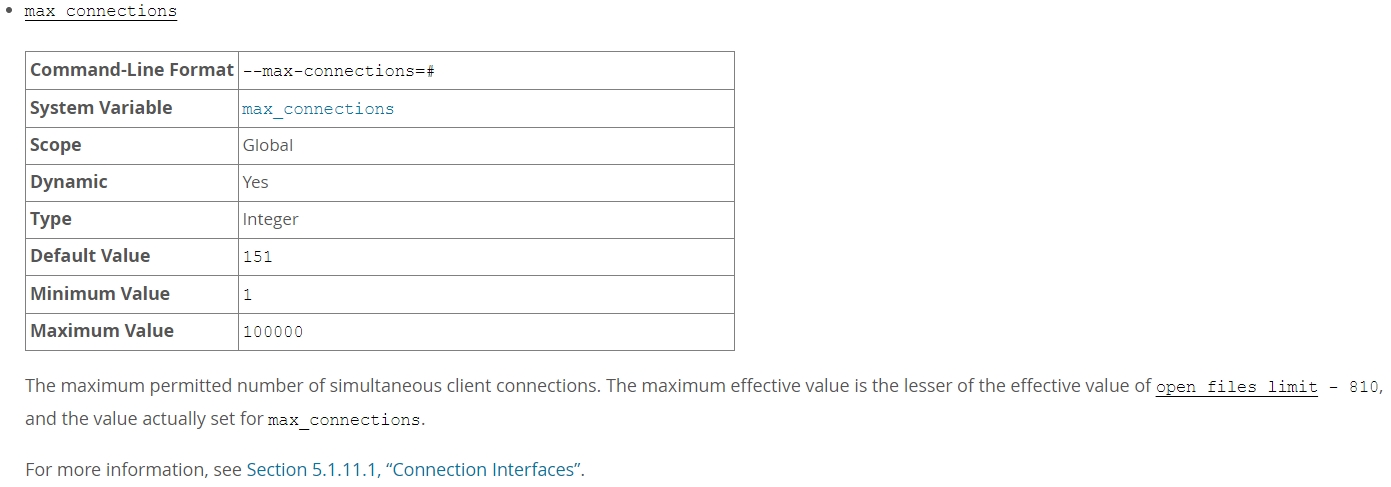 • max_connections
Command-Line Format --max-connections=#
System Variable max_connections
Scope Global
Dynamic Yes
Type Integer
Default Value 151
Minimum Value 1
Maximum Value 100000
The maximum permitted number of simultaneous client connections. The maximum effective value is the lesser of the effective value of open_files_limit - 810,
and the value actually set for max_connections.
For more information, see Section 5.1.11.1, “Connection Interfaces”.